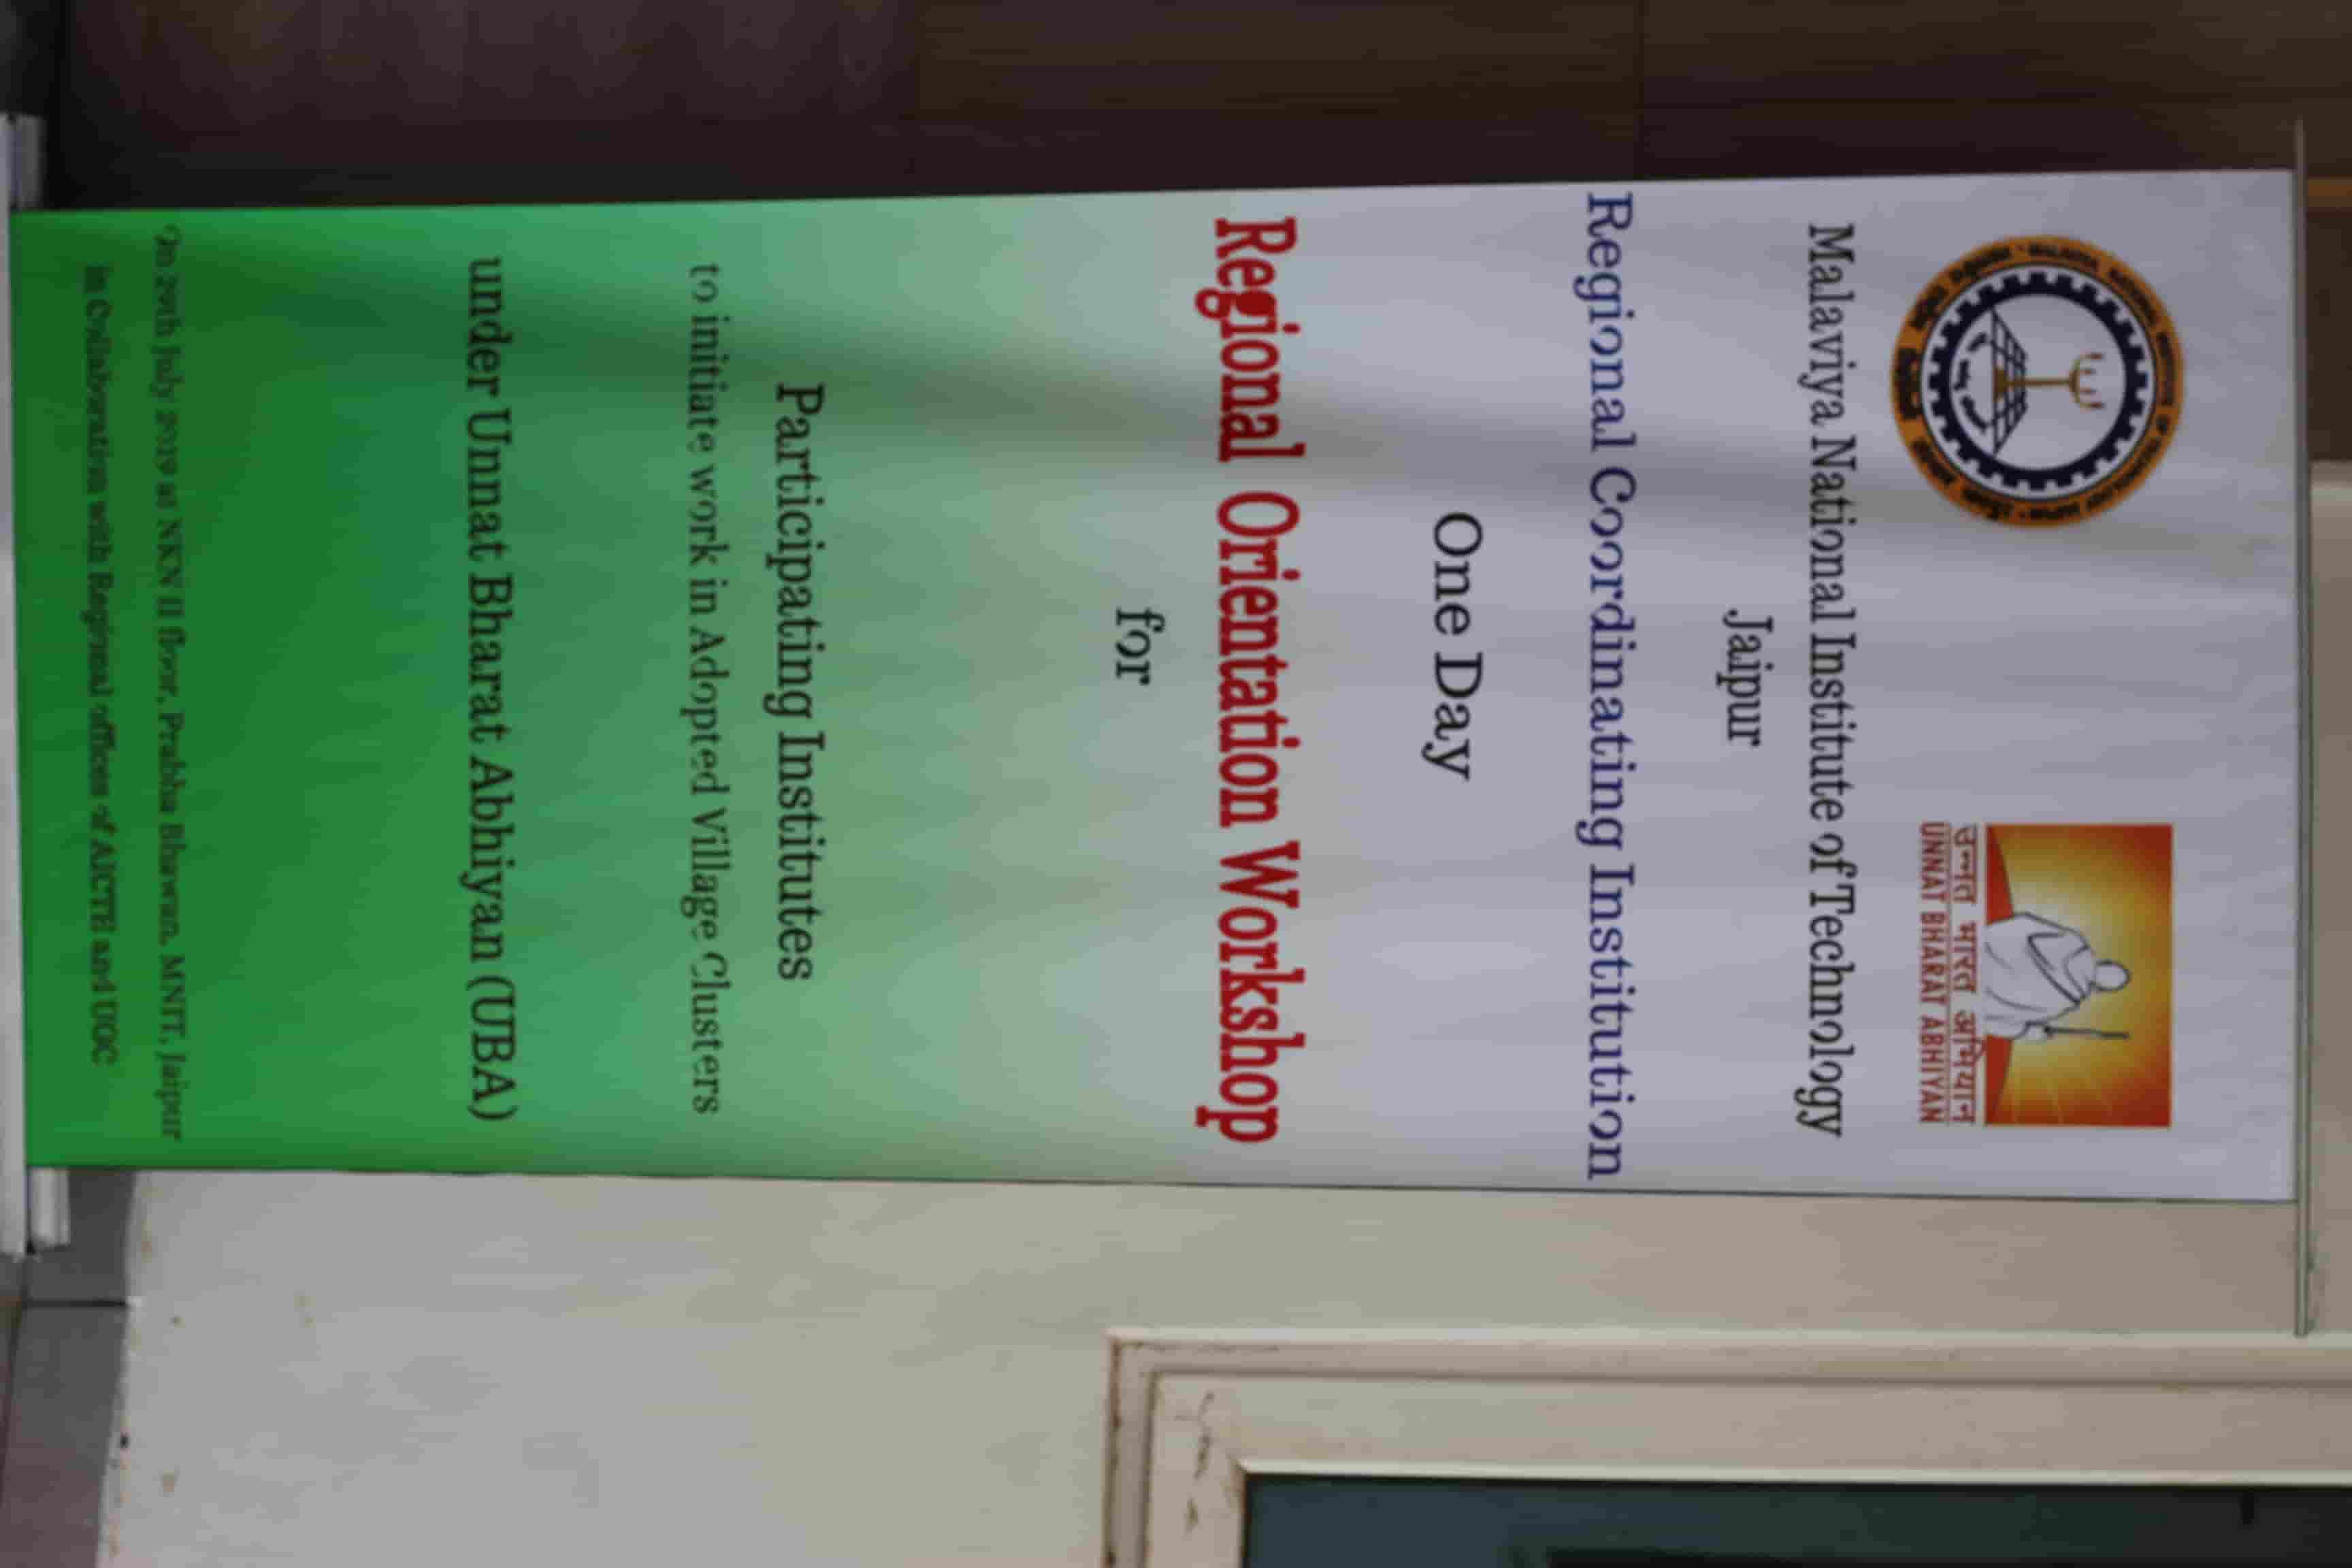 उन्नत भारत अभियान
UNNAT BHARAT ABHIYAN
Malaviya National Institute of Technology
Jaipur
Regional Coordinating Institution
One Day
Regional Orientation Workshop
for
Participating Institutes
to initiate work in Adopted Village Clusters
under Unnat Bharat Abhiyan (UBA)
On July 2019 at NKN II floor, Prabha Bhawan, MNIT, Jaipur
in Collaboration with Regional offices of AICTE and UGC